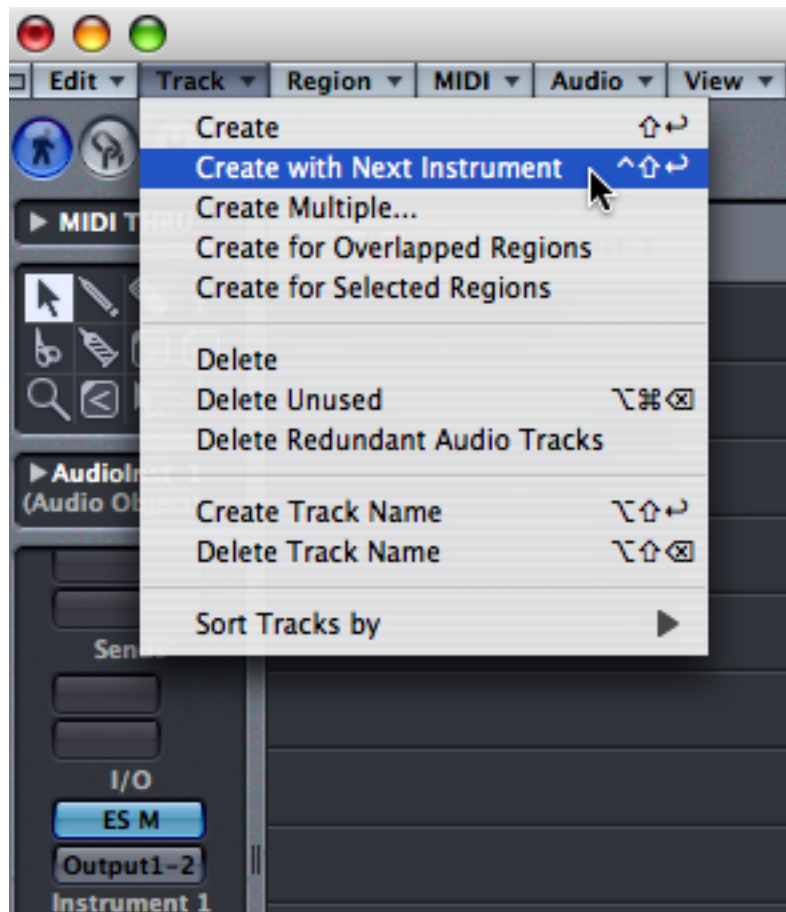 Edit Track Region MIDI Audio View
Create ⇧↩
Create with Next Instrument ^⇧↩
Create Multiple...
Create for Overlapped Regions
Create for Selected Regions
Delete
Delete Unused ⌥⌘⌫
Delete Redundant Audio Tracks
Create Track Name ⌥⇧↩
Delete Track Name ⌥⇧⌫
Sort Tracks by
MIDI THRU
AudioInst 1
(Audio Object)
Sends
I/O
ES M
Output1-2
Instrument 1